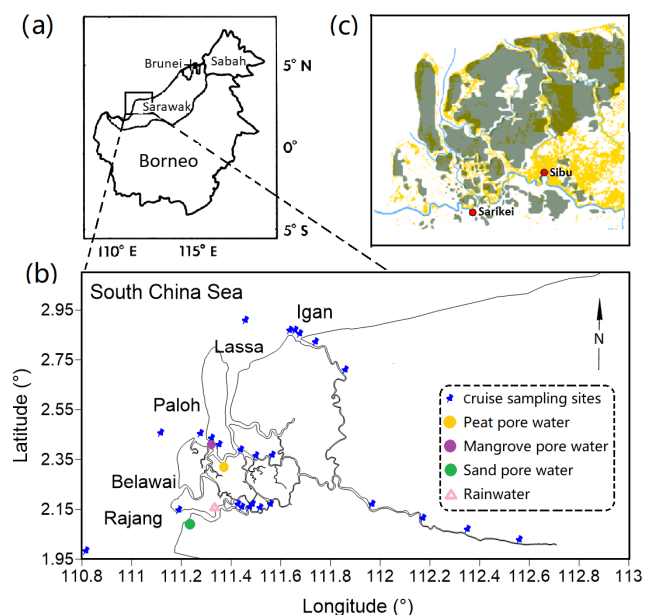 (a)
Brunei
Sabah
Sarawak
Borneo
5° N
0°
5° S
110° E
115° E
(c)
Sibu
Sarikei
(b)
South China Sea
Igan
Lassa
Paloh
Belawai
Rajang
N
Cruise sampling sites
Peat pore water
Mangrove pore water
Sand pore water
Rainwater
Latitude (°)
2.95
2.75
2.55
2.35
2.15
1.95
110.8 111 111.2 111.4 111.6 111.8 112 112.2 112.4 112.6 112.8 113
Longitude (°)